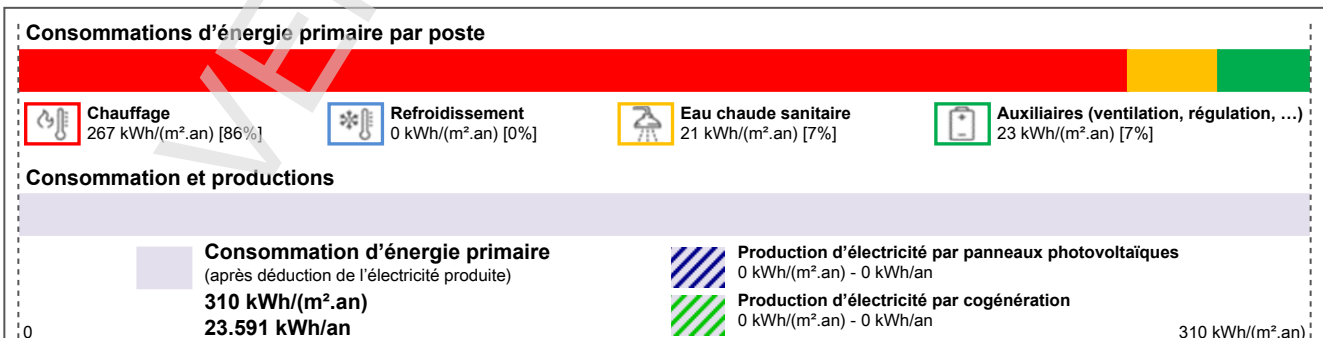 Consommations d'énergie primaire par poste
Chauffage
267 kWh/(m².an) [86%]
Refroidissement
0 kWh/(m².an) [0%]
Eau chaude sanitaire
21 kWh/(m².an) [7%]
Auxiliaires (ventilation, régulation, …)
23 kWh/(m².an) [7%]
Consommation et productions
Consommation d'énergie primaire
(après déduction de l'électricité produite)
310 kWh/(m².an)
23.591 kWh/an
Production d'électricité par panneaux photovoltaïques
0 kWh/(m².an) - 0 kWh/an
Production d'électricité par cogénération
0 kWh/(m².an) - 0 kWh/an
0
310 kWh/(m².an)